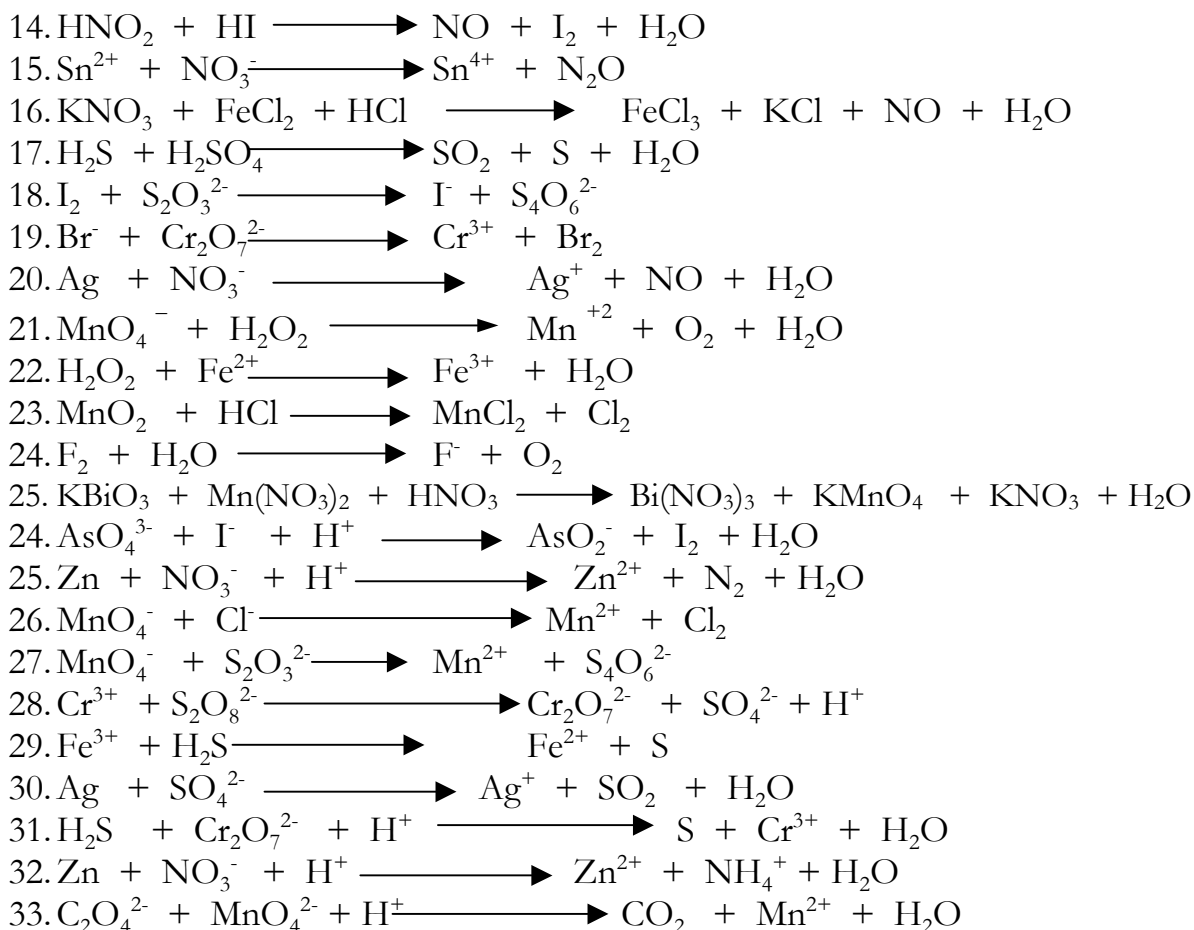 14. HNO₂ + HI ⟶ NO + I₂ + H₂O
15. Sn²⁺ + NO₃⁻ ⟶ Sn⁴⁺ + N₂O
16. KNO₃ + FeCl₂ + HCl ⟶ FeCl₃ + KCl + NO + H₂O
17. H₂S + H₂SO₄ ⟶ SO₂ + S + H₂O
18. I₂ + S₂O₃²⁻ ⟶ I⁻ + S₄O₆²⁻
19. Br⁻ + Cr₂O₇²⁻ ⟶ Cr³⁺ + Br₂
20. Ag + NO₃⁻ ⟶ Ag⁺ + NO + H₂O
21. MnO₄⁻ + H₂O₂ ⟶ Mn⁺² + O₂ + H₂O
22. H₂O₂ + Fe²⁺ ⟶ Fe³⁺ + H₂O
23. MnO₂ + HCl ⟶ MnCl₂ + Cl₂
24. F₂ + H₂O ⟶ F⁻ + O₂
25. KBiO₃ + Mn(NO₃)₂ + HNO₃ ⟶ Bi(NO₃)₃ + KMnO₄ + KNO₃ + H₂O
24. AsO₄³⁻ + I⁻ + H⁺ ⟶ AsO₂⁻ + I₂ + H₂O
25. Zn + NO₃⁻ + H⁺ ⟶ Zn²⁺ + N₂ + H₂O
26. MnO₄⁻ + Cl⁻ ⟶ Mn²⁺ + Cl₂
27. MnO₄⁻ + S₂O₃²⁻ ⟶ Mn²⁺ + S₄O₆²⁻
28. Cr³⁺ + S₂O₈²⁻ ⟶ Cr₂O₇²⁻ + SO₄²⁻ + H⁺
29. Fe³⁺ + H₂S ⟶ Fe²⁺ + S
30. Ag + SO₄²⁻ ⟶ Ag⁺ + SO₂ + H₂O
31. H₂S + Cr₂O₇²⁻ + H⁺ ⟶ S + Cr³⁺ + H₂O
32. Zn + NO₃⁻ + H⁺ ⟶ Zn²⁺ + NH₄⁺ + H₂O
33. C₂O₄²⁻ + MnO₄²⁻ + H⁺ ⟶ CO₂ + Mn²⁺ + H₂O